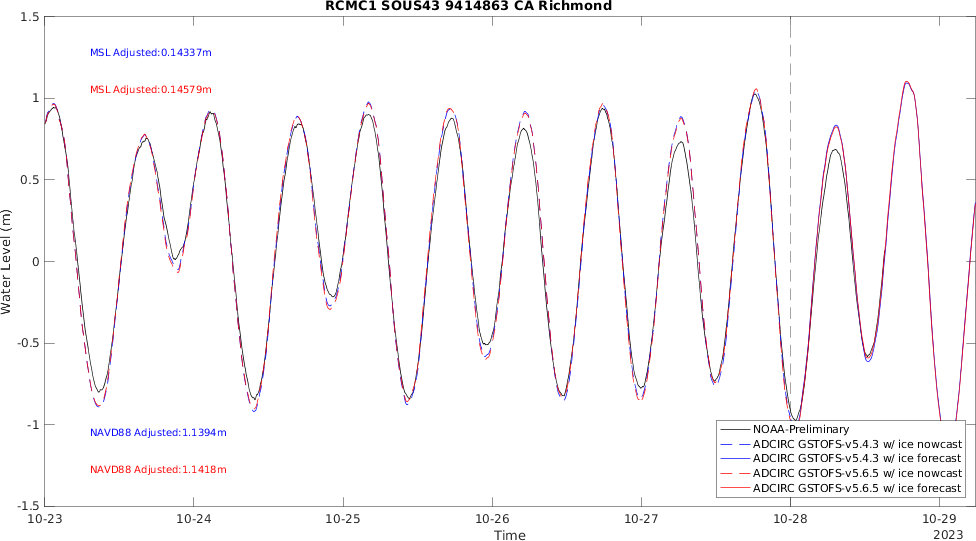 RCMC1 SOUS43 9414863 CA Richmond
1.5
MSL Adjusted:0.14337m
MSL Adjusted:0.14579m
1
0.5
0
Water Level (m)
-0.5
-1
NAVD88 Adjusted:1.1394m
NAVD88 Adjusted:1.1418m
NOAA-Preliminary
ADCIRC GSTOFS-v5.4.3 w/ ice nowcast
ADCIRC GSTOFS-v5.4.3 w/ ice forecast
ADCIRC GSTOFS-v5.6.5 w/ ice nowcast
ADCIRC GSTOFS-v5.6.5 w/ ice forecast
-1.5
10-23 10-24 10-25 10-26 10-27 10-28 10-29
Time
2023